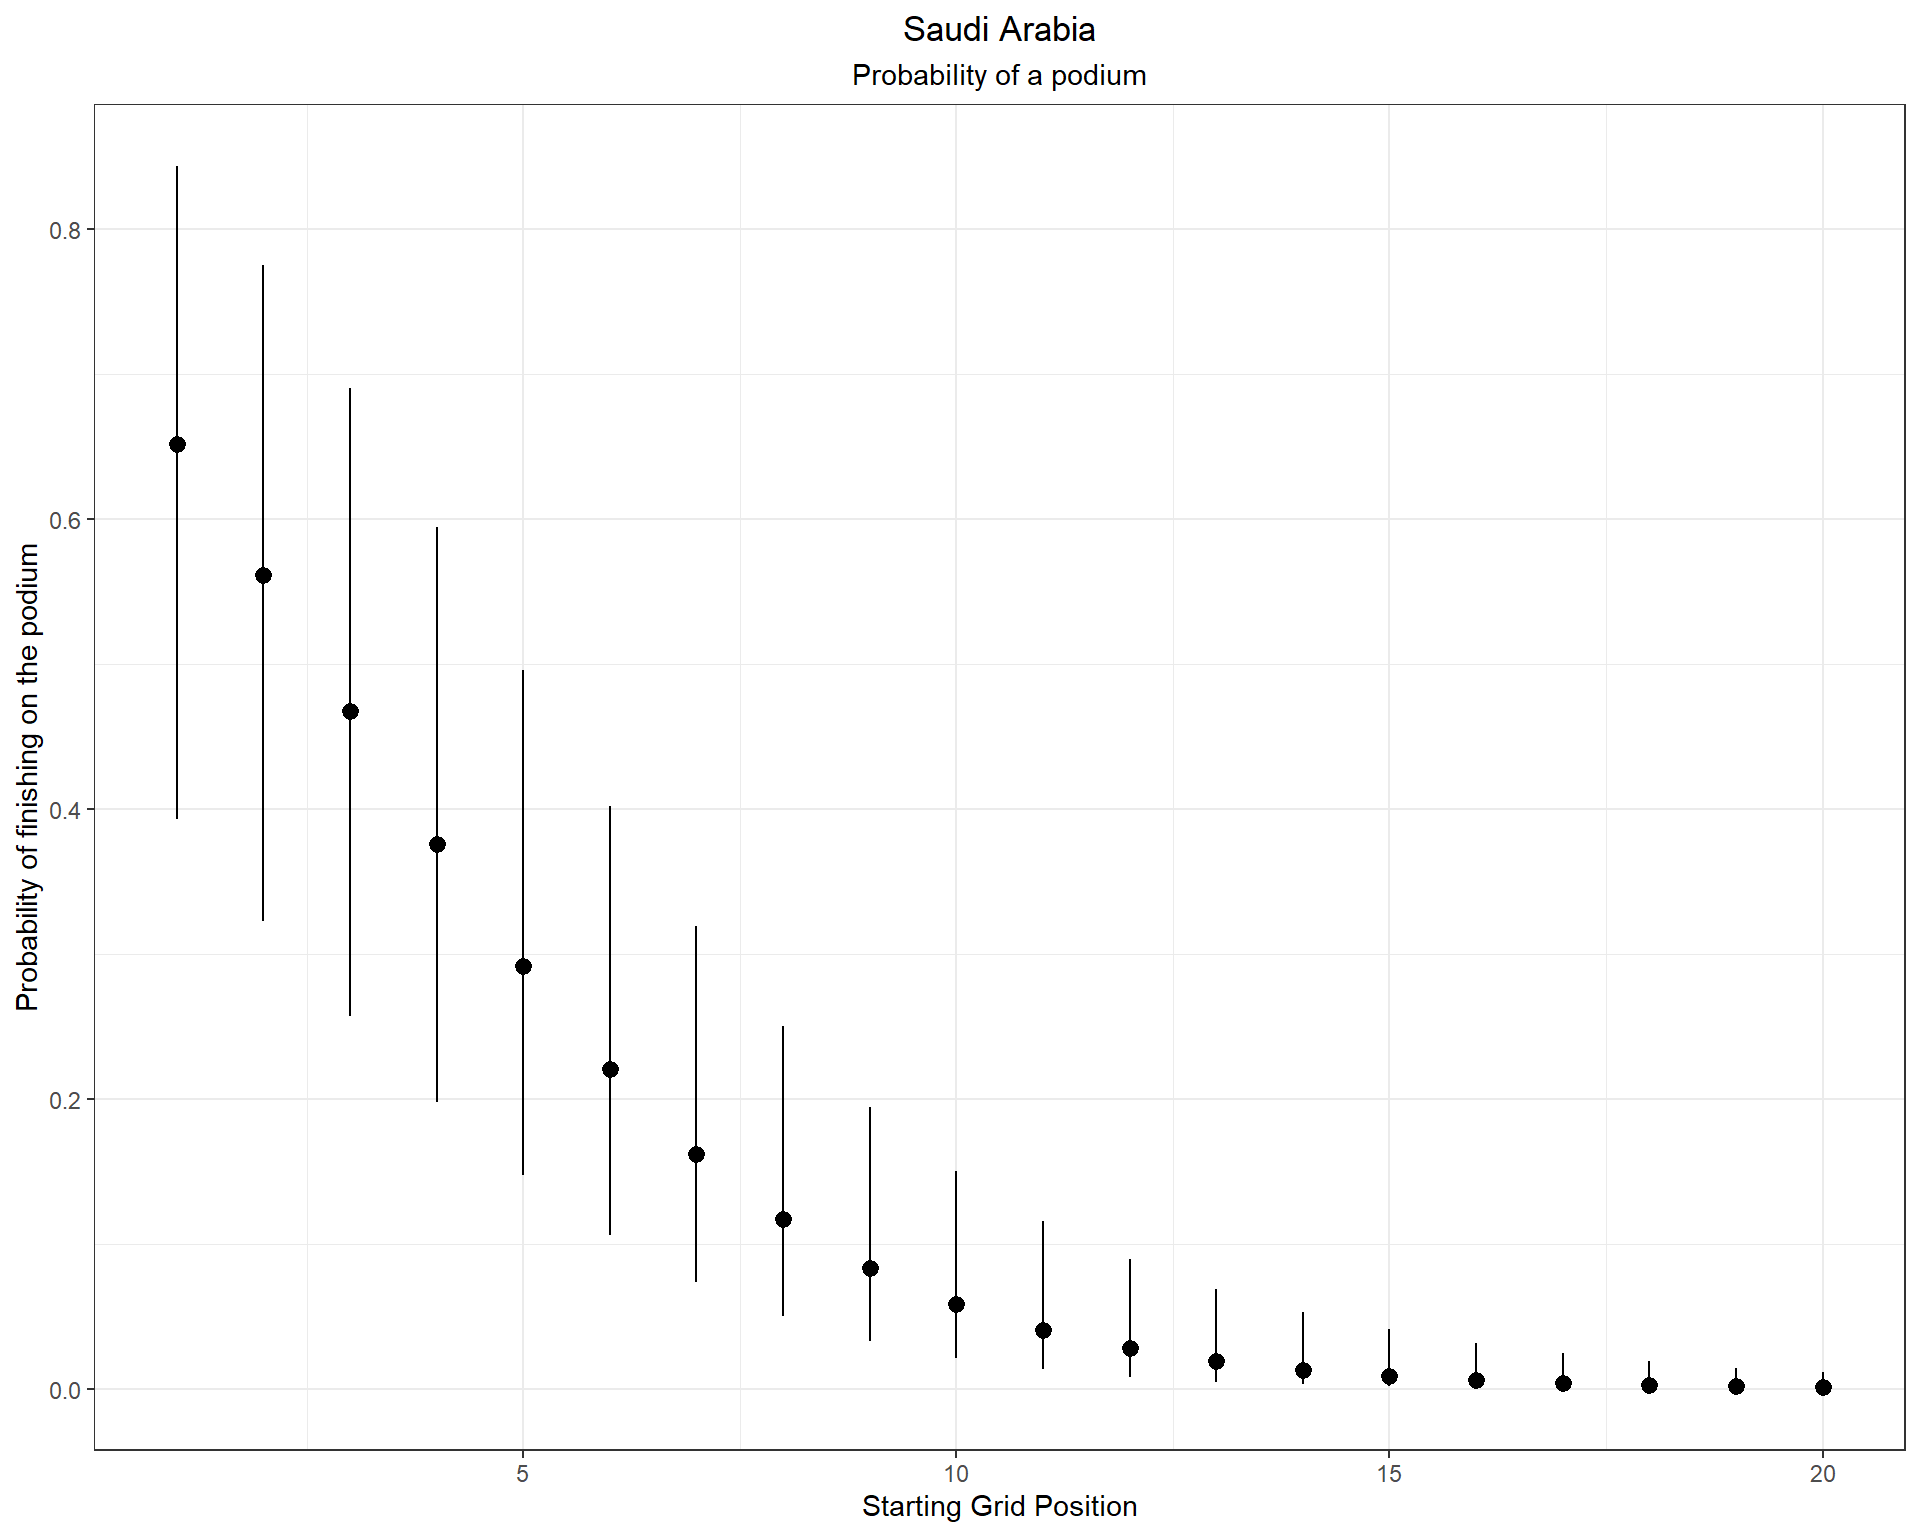 Saudi Arabia
Probability of a podium
Probability of finishing on the podium
0.8
0.6
0.4
0.2
0.0
5
10
15
20
Starting Grid Position